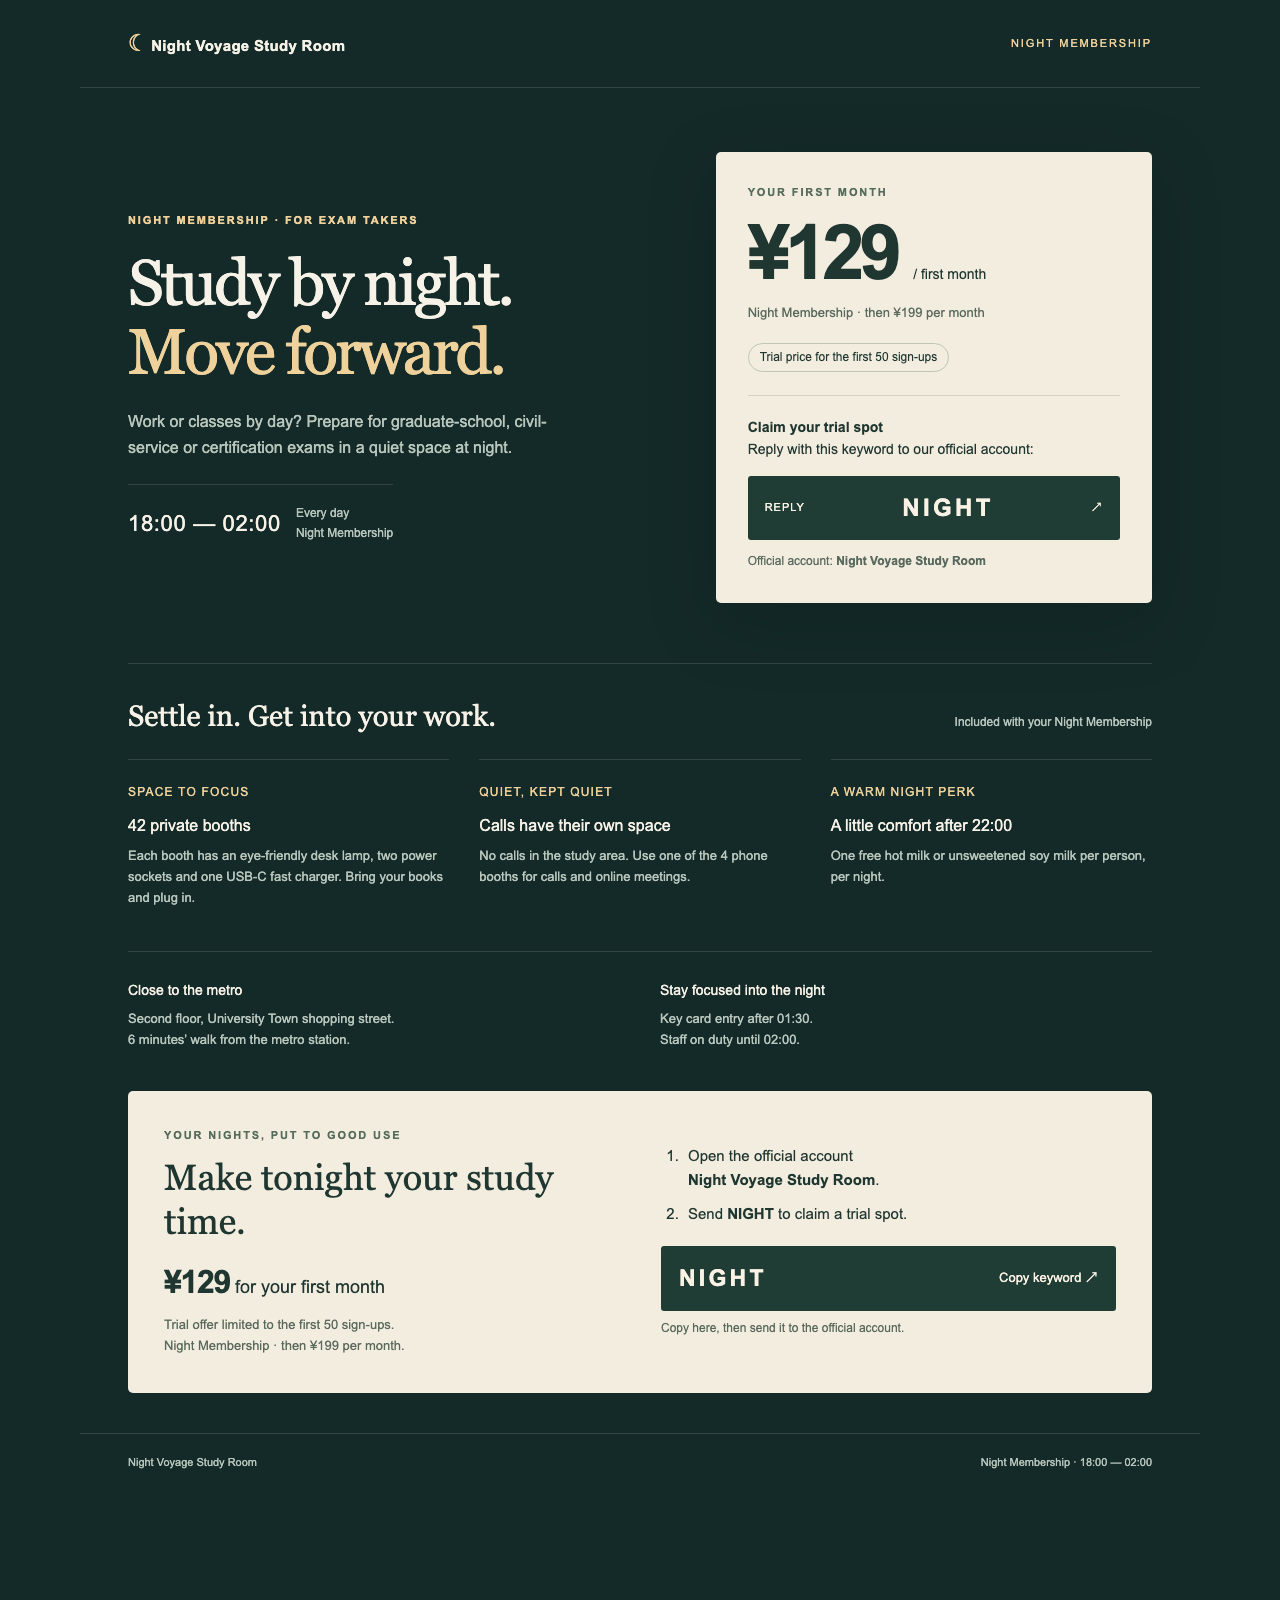 Night Voyage Study Room
NIGHT MEMBERSHIP
NIGHT MEMBERSHIP · FOR EXAM TAKERS
Study by night.
Move forward.
Work or classes by day? Prepare for graduate-school, civil-
service or certification exams in a quiet space at night.
18:00 — 02:00
Every day
Night Membership
YOUR FIRST MONTH
¥129 / first month
Night Membership · then ¥199 per month
Trial price for the first 50 sign-ups
Claim your trial spot
Reply with this keyword to our official account:
REPLY NIGHT ↗
Official account: Night Voyage Study Room
Settle in. Get into your work.
Included with your Night Membership
SPACE TO FOCUS
42 private booths
Each booth has an eye-friendly desk lamp, two power
sockets and one USB-C fast charger. Bring your books
and plug in.
QUIET, KEPT QUIET
Calls have their own space
No calls in the study area. Use one of the 4 phone
booths for calls and online meetings.
A WARM NIGHT PERK
A little comfort after 22:00
One free hot milk or unsweetened soy milk per person,
per night.
Close to the metro
Second floor, University Town shopping street.
6 minutes’ walk from the metro station.
Stay focused into the night
Key card entry after 01:30.
Staff on duty until 02:00.
YOUR NIGHTS, PUT TO GOOD USE
Make tonight your study
time.
¥129 for your first month
Trial offer limited to the first 50 sign-ups.
Night Membership · then ¥199 per month.
1. Open the official account
Night Voyage Study Room.
2. Send NIGHT to claim a trial spot.
NIGHT Copy keyword ↗
Copy here, then send it to the official account.
Night Voyage Study Room
Night Membership · 18:00 — 02:00